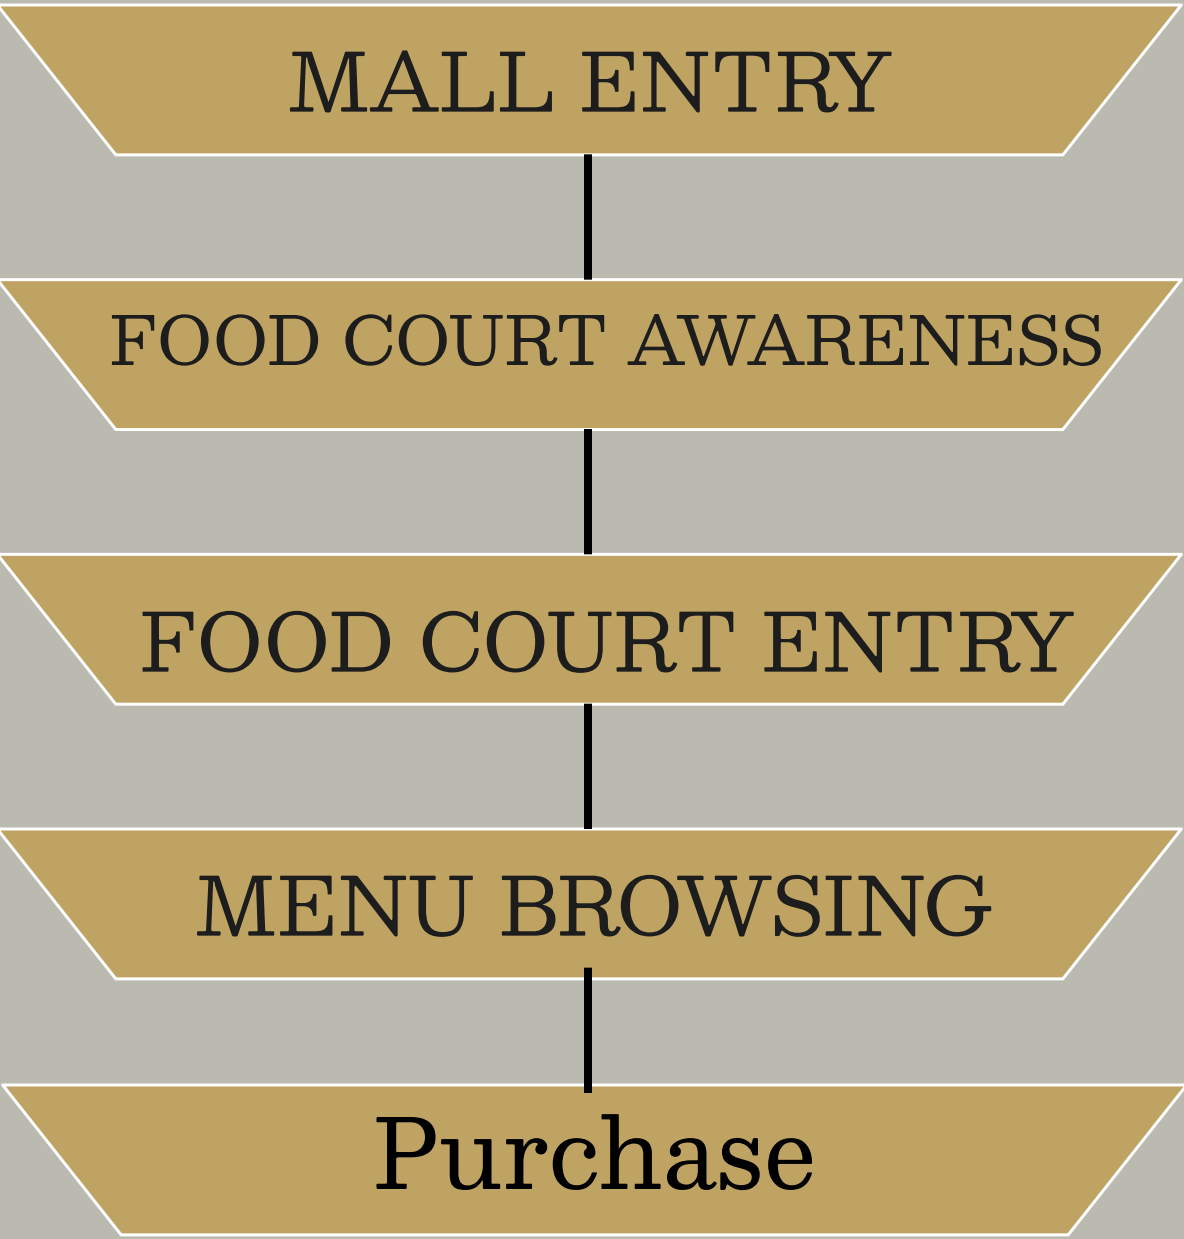 MALL ENTRY
FOOD COURT AWARENESS
FOOD COURT ENTRY
MENU BROWSING
Purchase